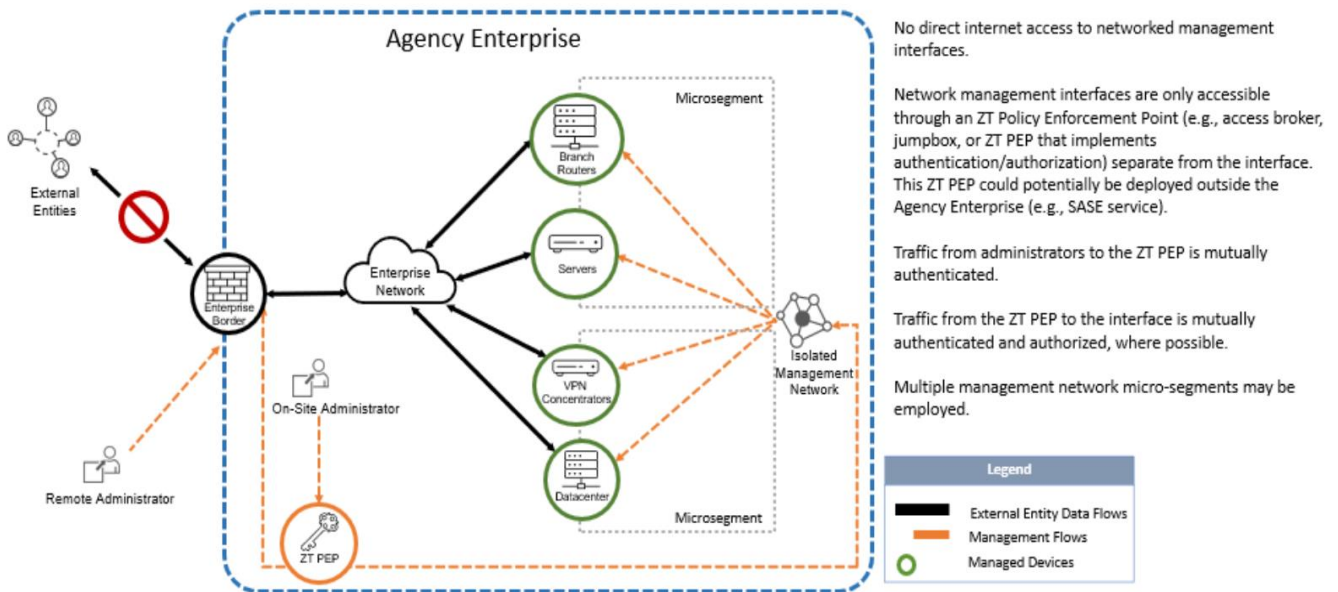 Agency Enterprise
Microsegment
Branch
Routers
External
Entities
Servers
Enterprise
Network
Enterprise
Border
Isolated
Management
Network
VPN
Concentrators
On-Site Administrator
Remote Administrator
Datacenter
Microsegment
ZT PEP
No direct internet access to networked management
interfaces.
Network management interfaces are only accessible
through an ZT Policy Enforcement Point (e.g., access broker,
jumpbox, or ZT PEP that implements
authentication/authorization) separate from the interface.
This ZT PEP could potentially be deployed outside the
Agency Enterprise (e.g., SASE service).
Traffic from administrators to the ZT PEP is mutually
authenticated.
Traffic from the ZT PEP to the interface is mutually
authenticated and authorized, where possible.
Multiple management network micro-segments may be
employed.
Legend
External Entity Data Flows
Management Flows
Managed Devices